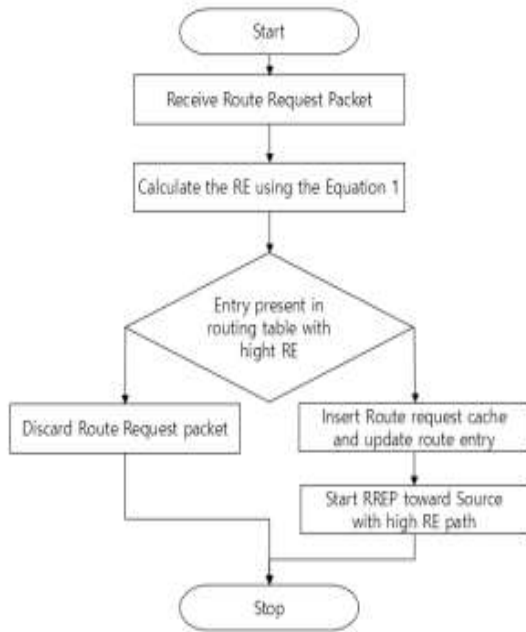 Start
Receive Route Request Packet
Calculate the RE using the Equation 1
Entry present in
routing table with
hight RE
Discard Route Request packet
Insert Route request cache
and update route entry
Start RREP toward Source
with high RE path
Stop